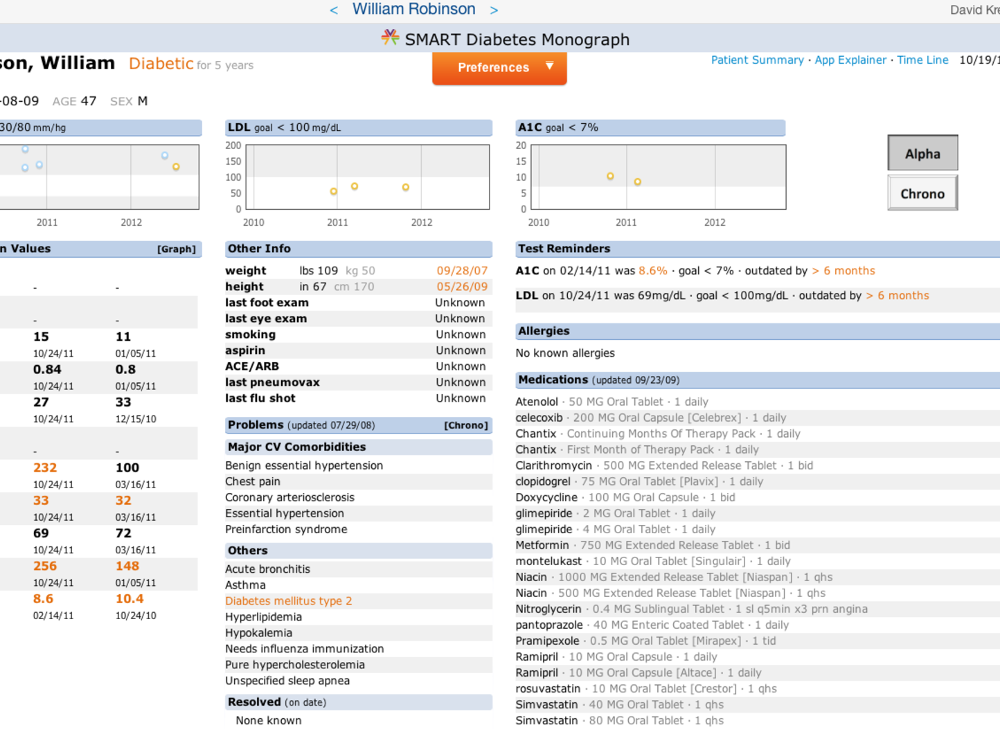 < William Robinson >
David Kre
SMART Diabetes Monograph
son, William Diabetic for 5 years
Preferences
Patient Summary · App Explainer · Time Line 10/19/1
-08-09 AGE 47 SEX M
30/80 mm/hg
2011 2012
LDL goal < 100 mg/dL
200
150
100
50
0
2010 2011 2012
A1C goal < 7%
20
15
10
5
0
2010 2011 2012
Alpha
Chrono
n Values [Graph]
- -
- -
15 11
10/24/11 01/05/11
0.84 0.8
10/24/11 01/05/11
27 33
10/24/11 12/15/10
- -
232 100
10/24/11 03/16/11
33 32
10/24/11 03/16/11
69 72
10/24/11 03/16/11
256 148
10/24/11 01/05/11
8.6 10.4
02/14/11 10/24/10
Other Info
weight lbs 109 kg 50 09/28/07
height in 67 cm 170 05/26/09
last foot exam Unknown
last eye exam Unknown
smoking Unknown
aspirin Unknown
ACE/ARB Unknown
last pneumovax Unknown
last flu shot Unknown
Problems (updated 07/29/08) [Chrono]
Major CV Comorbidities
Benign essential hypertension
Chest pain
Coronary arteriosclerosis
Essential hypertension
Preinfarction syndrome
Others
Acute bronchitis
Asthma
Diabetes mellitus type 2
Hyperlipidemia
Hypokalemia
Needs influenza immunization
Pure hypercholesterolemia
Unspecified sleep apnea
Resolved (on date)
None known
Test Reminders
A1C on 02/14/11 was 8.6% · goal < 7% · outdated by > 6 months
LDL on 10/24/11 was 69mg/dL · goal < 100mg/dL · outdated by > 6 months
Allergies
No known allergies
Medications (updated 09/23/09)
Atenolol · 50 MG Oral Tablet · 1 daily
celecoxib · 200 MG Oral Capsule [Celebrex] · 1 daily
Chantix · Continuing Months Of Therapy Pack · 1 daily
Chantix · First Month of Therapy Pack · 1 daily
Clarithromycin · 500 MG Extended Release Tablet · 1 bid
clopidogrel · 75 MG Oral Tablet [Plavix] · 1 daily
Doxycycline · 100 MG Oral Capsule · 1 bid
glimepiride · 2 MG Oral Tablet · 1 daily
glimepiride · 4 MG Oral Tablet · 1 daily
Metformin · 750 MG Extended Release Tablet · 1 bid
montelukast · 10 MG Oral Tablet [Singulair] · 1 daily
Niacin · 1000 MG Extended Release Tablet [Niaspan] · 1 qhs
Niacin · 500 MG Extended Release Tablet [Niaspan] · 1 qhs
Nitroglycerin · 0.4 MG Sublingual Tablet · 1 sl q5min x3 prn angina
pantoprazole · 40 MG Enteric Coated Tablet · 1 daily
Pramipexole · 0.5 MG Oral Tablet [Mirapex] · 1 tid
Ramipril · 10 MG Oral Capsule · 1 daily
Ramipril · 10 MG Oral Capsule [Altace] · 1 daily
rosuvastatin · 10 MG Oral Tablet [Crestor] · 1 qhs
Simvastatin · 40 MG Oral Tablet · 1 qhs
Simvastatin · 80 MG Oral Tablet · 1 qhs